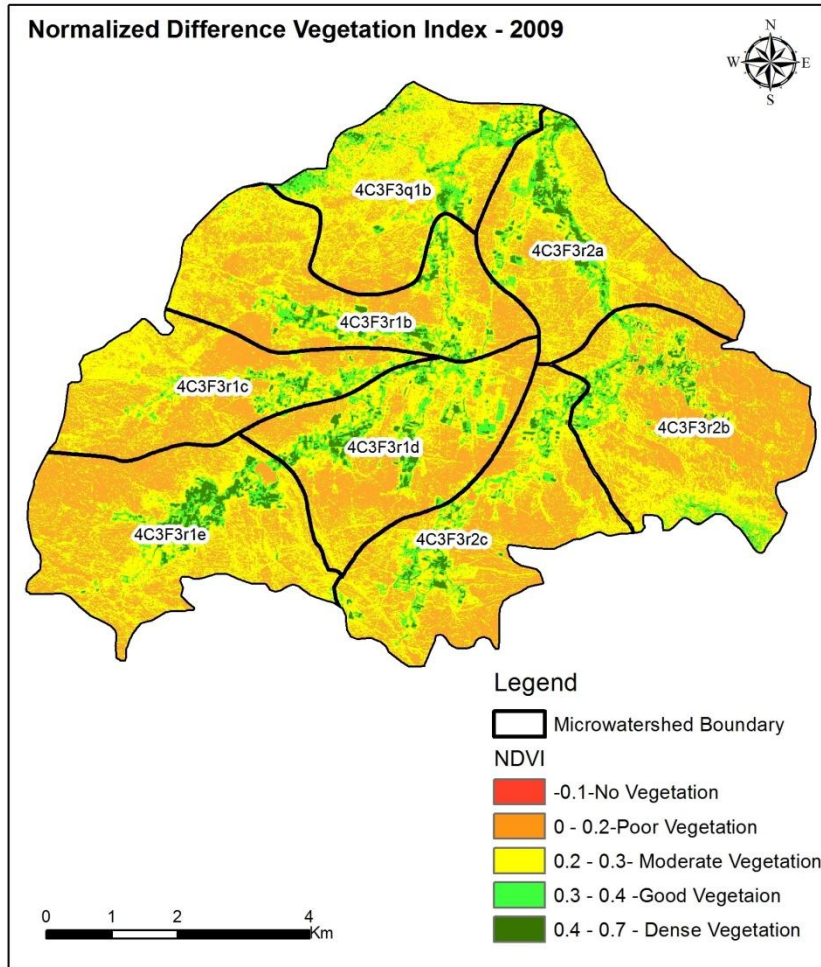 Normalized Difference Vegetation Index - 2009
N
W E
S
4C3F3q1b
4C3F3r2a
4C3F3r1b
4C3F3r1c
4C3F3r2b
4C3F3r1d
4C3F3r1e
4C3F3r2c
Legend
Microwatershed Boundary
NDVI
-0.1-No Vegetation
0 - 0.2-Poor Vegetation
0.2 - 0.3- Moderate Vegetation
0.3 - 0.4 -Good Vegetaion
0.4 - 0.7 - Dense Vegetation
0 1 2 4
Km